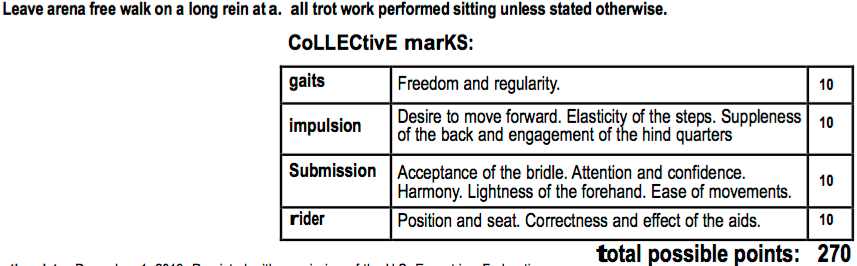 Leave arena free walk on a long rein at a. all trot work performed sitting unless stated otherwise.
CoLLECtivE marKS:
gaits Freedom and regularity. 10
impulsion Desire to move forward. Elasticity of the steps. Suppleness of the back and engagement of the hind quarters 10
Submission Acceptance of the bridle. Attention and confidence. Harmony. Lightness of the forehand. Ease of movements. 10
rider Position and seat. Correctness and effect of the aids. 10
total possible points: 270